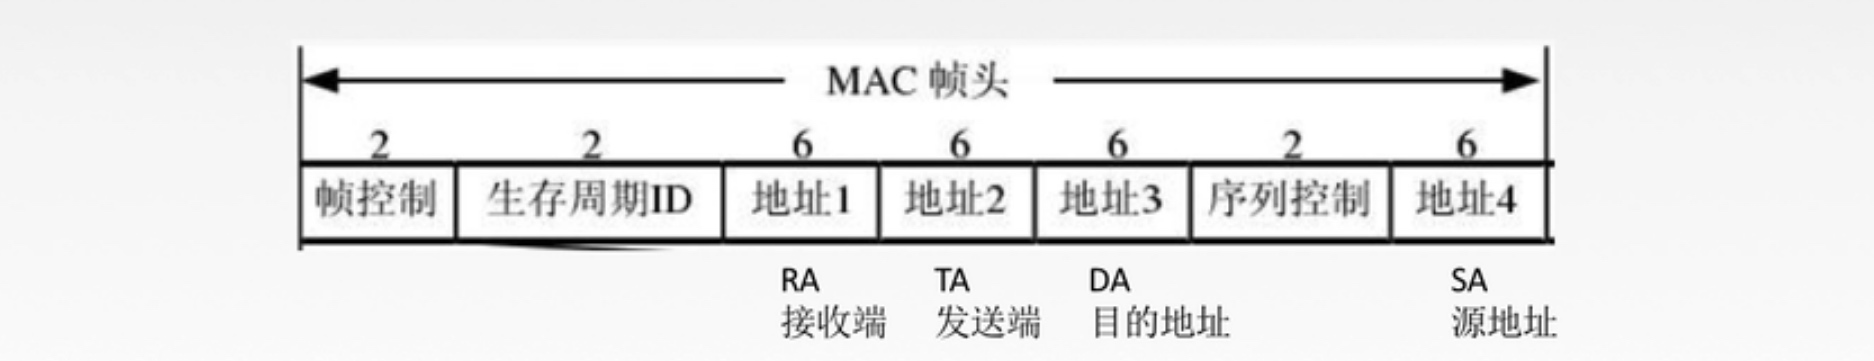 MAC 帧头
2 2 6 6 6 2 6
帧控制 生存周期ID 地址1 地址2 地址3 序列控制 地址4
RA TA DA SA
接收端 发送端 目的地址 源地址